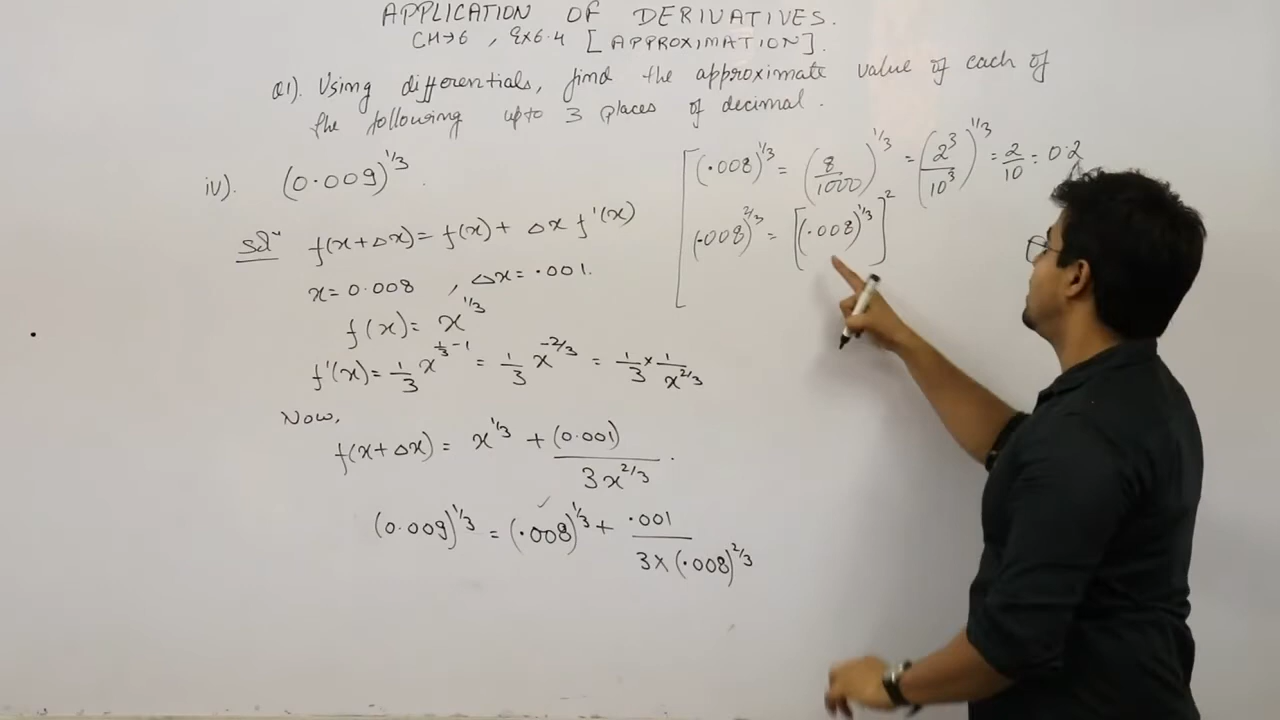 APPLICATION OF DERIVATIVES.
CH→6 , Ex6.4 [APPROXIMATION].
Q1). Using differentials, find the approximate value of each of
the following upto 3 places of decimal.
iv). (0.009)^{1/3}.
Sol^n f(x+Δx)= f(x)+ Δx f'(x)
x=0.008 , Δx=.001.
f(x)= x^{1/3}
f'(x)= 1/3 x^{1/3 -1} = 1/3 x^{-2/3} = 1/3 × 1/x^{2/3}
Now,
f(x+Δx)= x^{1/3} + (0.001)/3x^{2/3}.
(0.009)^{1/3} = (.008)^{1/3} + .001/3×(.008)^{2/3}
(.008)^{1/3} = (8/1000)^{1/3} = (2^3/10^3)^{1/3} = 2/10 = 0.2
(.008)^{2/3} = [(.008)^{1/3}]^2